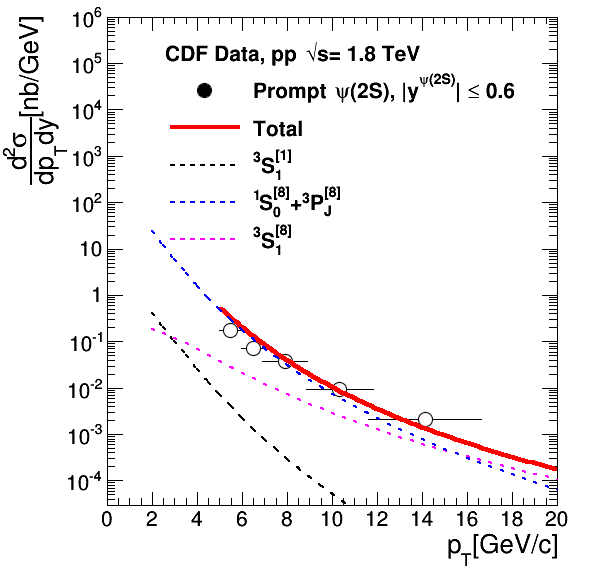 CDF Data, pp √s= 1.8 TeV
Prompt ψ(2S), |y^ψ(2S)| ≤ 0.6
Total
³S₁^[1]
¹S₀^[8]+³P_J^[8]
³S₁^[8]
d²σ/dp_Tdy[nb/GeV]
10⁶
10⁵
10⁴
10³
10²
10
1
10⁻¹
10⁻²
10⁻³
10⁻⁴
0 2 4 6 8 10 12 14 16 18 20
p_T[GeV/c]